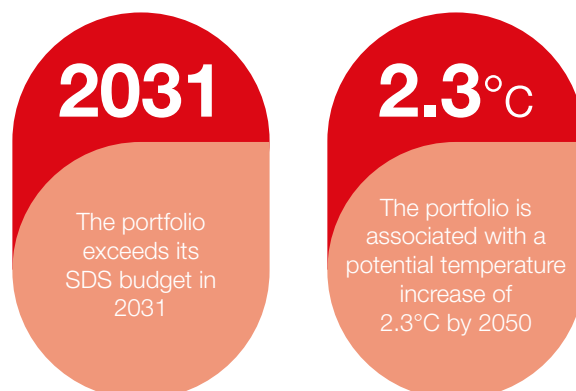 2031
The portfolio
exceeds its
SDS budget in
2031
2.3°C
The portfolio is
associated with a
potential temperature
increase of
2.3°C by 2050